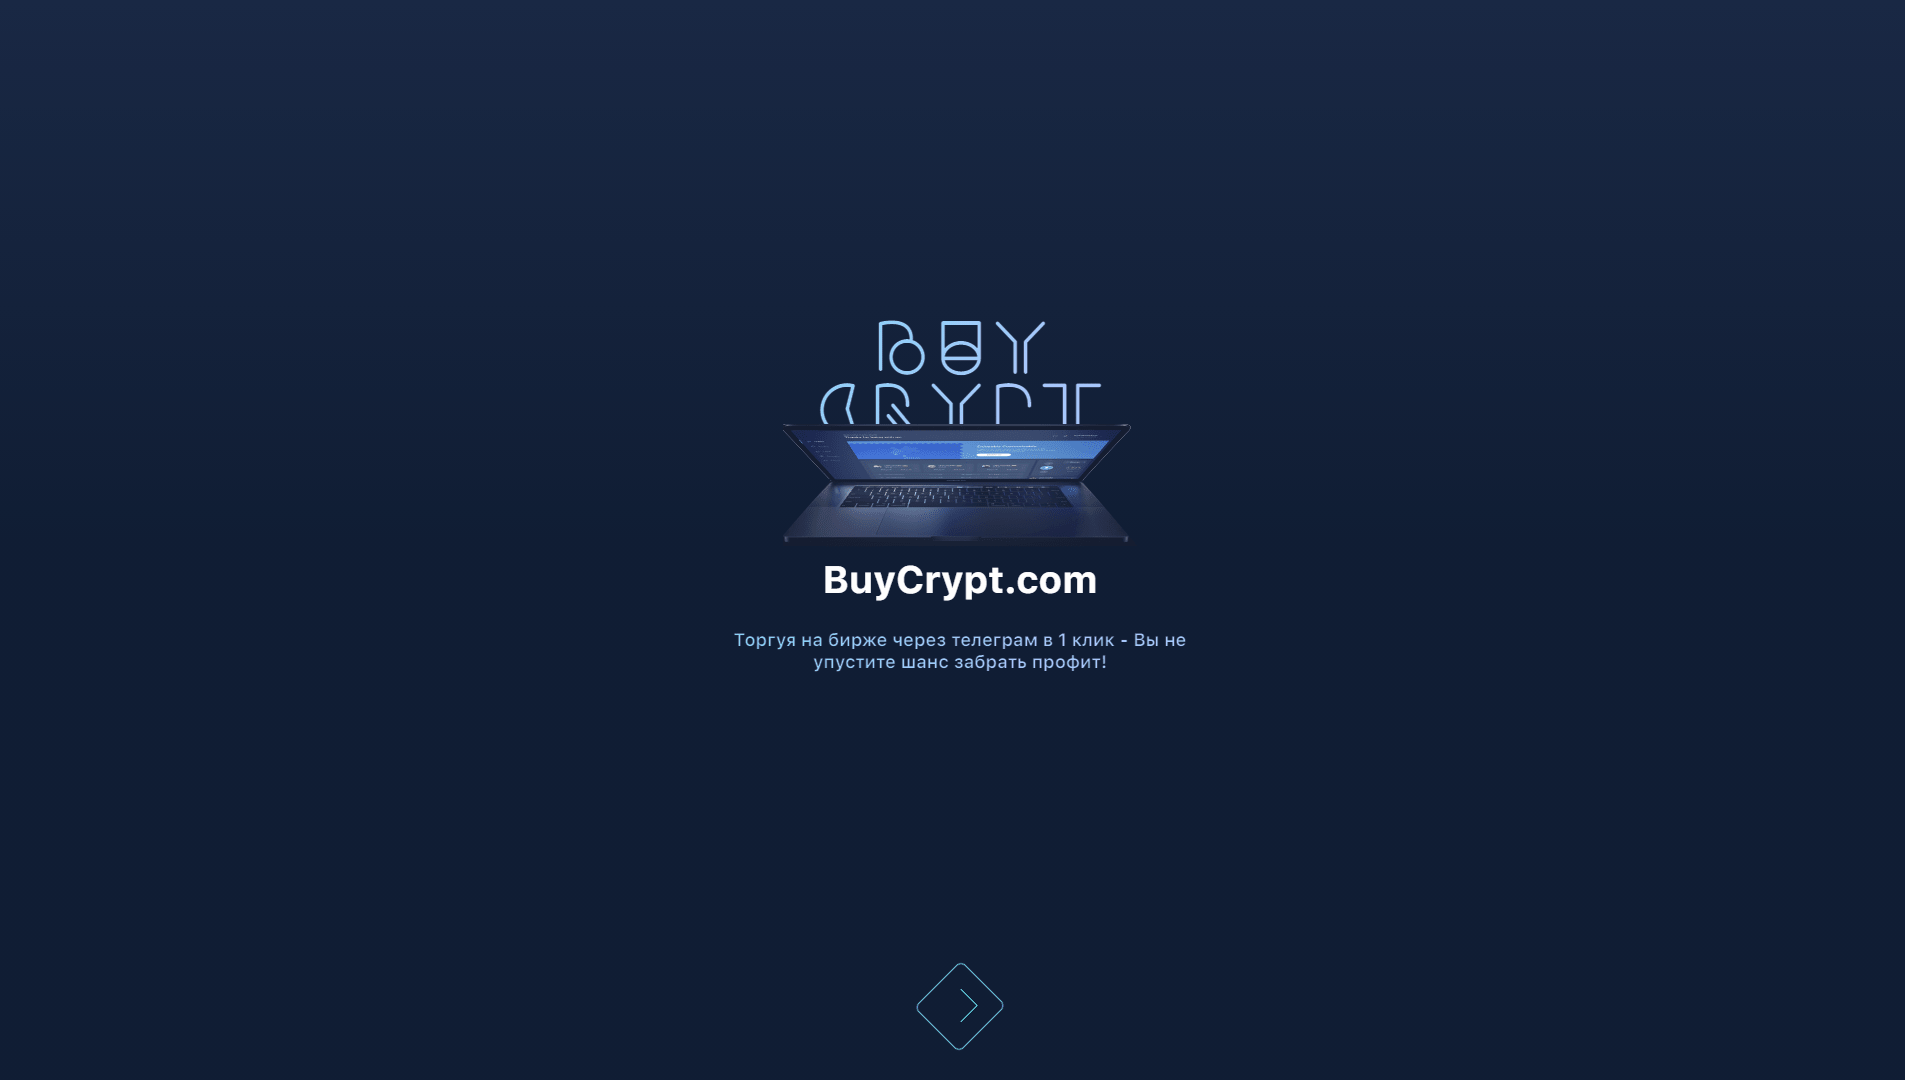 BUY
CRYPT
BuyCrypt.com
Торгуя на бирже через телеграм в 1 клик - Вы не
упустите шанс забрать профит!